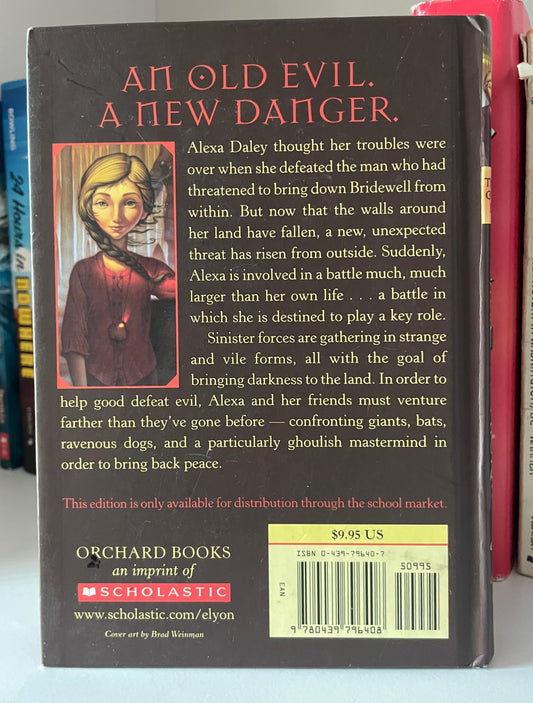 AN OLD EVIL.
A NEW DANGER.
Alexa Daley thought her troubles were
over when she defeated the man who had
threatened to bring down Bridewell from
within. But now that the walls around
her land have fallen, a new, unexpected
threat has risen from outside. Suddenly,
Alexa is involved in a battle much, much
larger than her own life . . . a battle in
which she is destined to play a key role.
Sinister forces are gathering in strange
and vile forms, all with the goal of
bringing darkness to the land. In order to
help good defeat evil, Alexa and her friends must venture
farther than they've gone before — confronting giants, bats,
ravenous dogs, and a particularly ghoulish mastermind in
order to bring back peace.
This edition is only available for distribution through the school market.
ORCHARD BOOKS
an imprint of
SCHOLASTIC
www.scholastic.com/elyon
Cover art by Brad Weinman
$9.95 US
ISBN 0-439-79640-7
50995
EAN
9 780439 796408
BOWLING
24 Hours in
NOWHERE